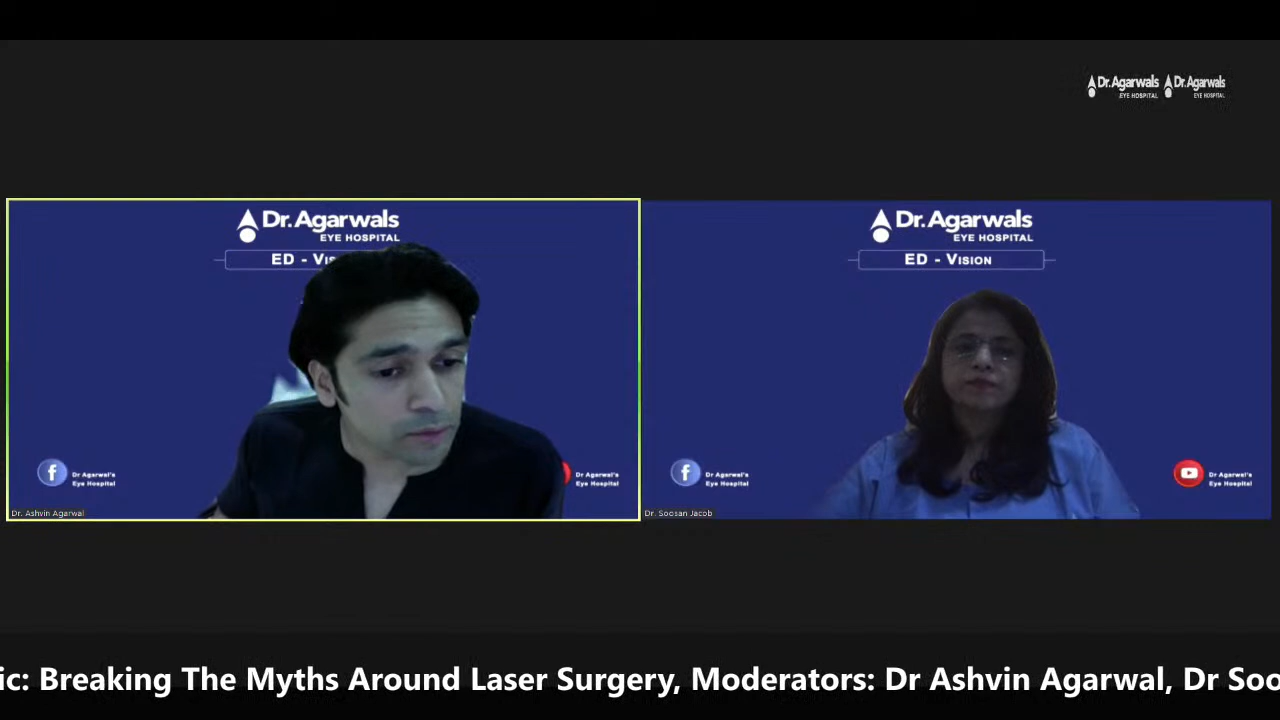 Dr.Agarwals Dr.Agarwals
EYE HOSPITAL EYE HOSPITAL
Dr.Agarwals
EYE HOSPITAL
ED - VIS
Dr Agarwal's
Eye Hospital
Dr Agarwal's
Eye Hospital
Dr. Ashvin Agarwal
Dr.Agarwals
EYE HOSPITAL
ED - VISION
Dr Agarwal's
Eye Hospital
Dr Agarwal's
Eye Hospital
Dr. Soosan Jacob
ic: Breaking The Myths Around Laser Surgery, Moderators: Dr Ashvin Agarwal, Dr Soo